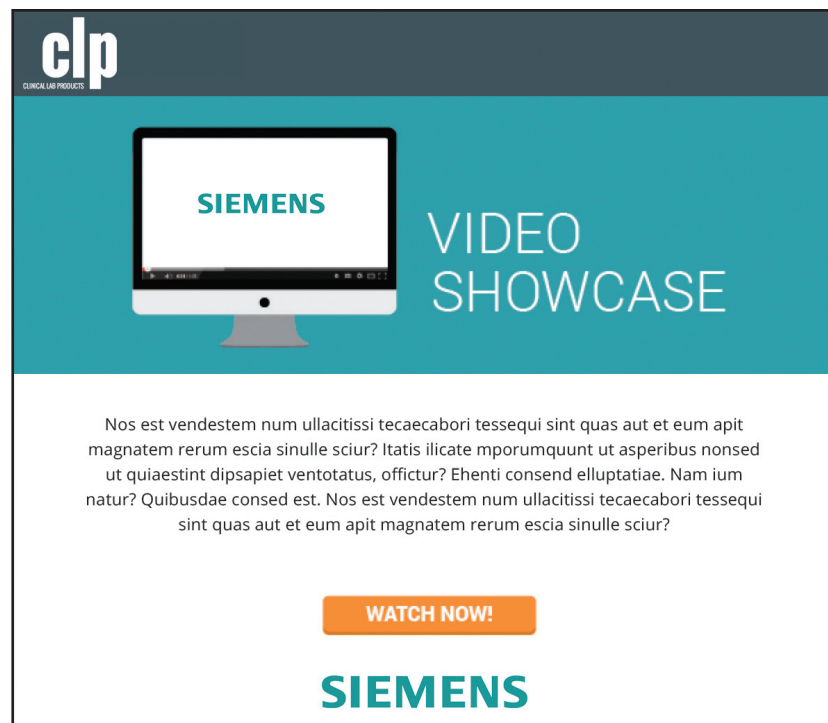 clp
CLINICAL LAB PRODUCTS
SIEMENS
VIDEO
SHOWCASE
Nos est vendestem num ullacitissi tecaecabori tessequi sint quas aut et eum apit
magnatem rerum escia sinulle sciur? Itatis ilicate mporumquunt ut asperibus nonsed
ut quiaestint dipsapiet ventotatus, offictur? Ehenti consend elluptatiae. Nam ium
natur? Quibusdae consed est. Nos est vendestem num ullacitissi tecaecabori tessequi
sint quas aut et eum apit magnatem rerum escia sinulle sciur?
WATCH NOW!
SIEMENS